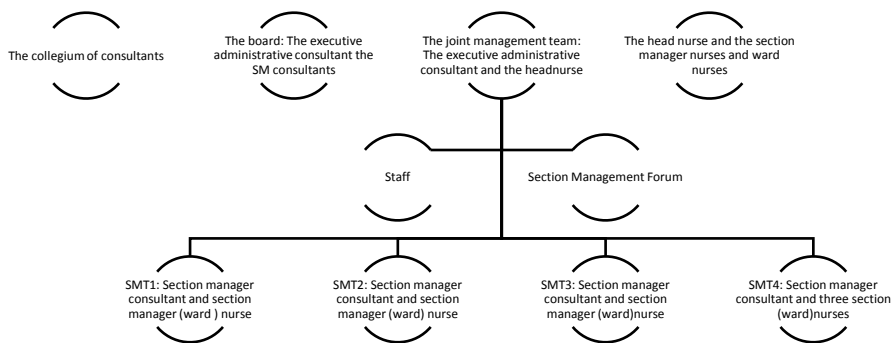 The collegium of consultants
The board: The executive
administrative consultant the
SM consultants
The joint management team:
The executive administrative
consultant and the headnurse
The head nurse and the section
manager nurses and ward
nurses
Staff
Section Management Forum
SMT1: Section manager
consultant and section
manager (ward ) nurse
SMT2: Section manager
consultant and section
manager (ward) nurse
SMT3: Section manager
consultant and section
manager (ward)nurse
SMT4: Section manager
consultant and three section
(ward)nurses